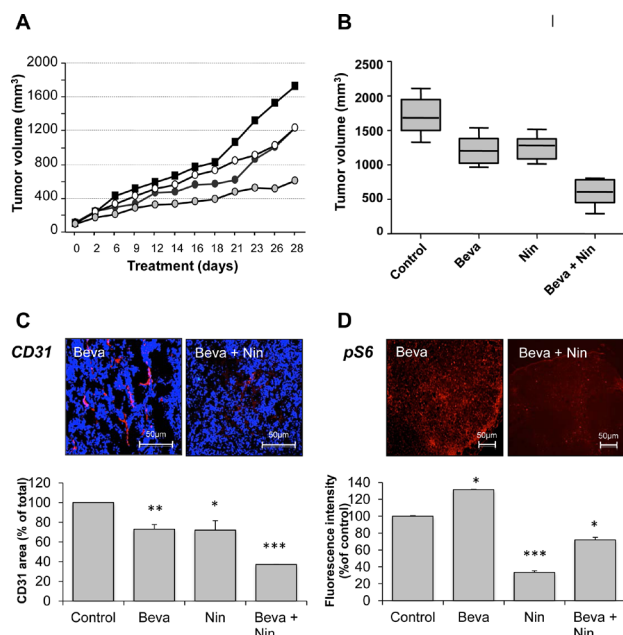 A
Tumor volume (mm3)
2000
1600
1200
800
400
0
0 2 6 9 12 14 16 18 21 23 26 28
Treatment (days)
B
Tumor volume (mm3)
2500
2000
1500
1000
500
0
Control Beva Nin Beva + Nin
C
CD31
Beva
50µm
Beva + Nin
50µm
CD31 area (% of total)
120
100
80
60
40
20
0
**
*
***
Control Beva Nin Beva +
Nin
D
pS6
Beva
50µm
Beva + Nin
50µm
Fluorescence intensity
(%of control)
140
120
100
80
60
40
20
0
*
***
*
Control Beva Nin Beva +
Nin